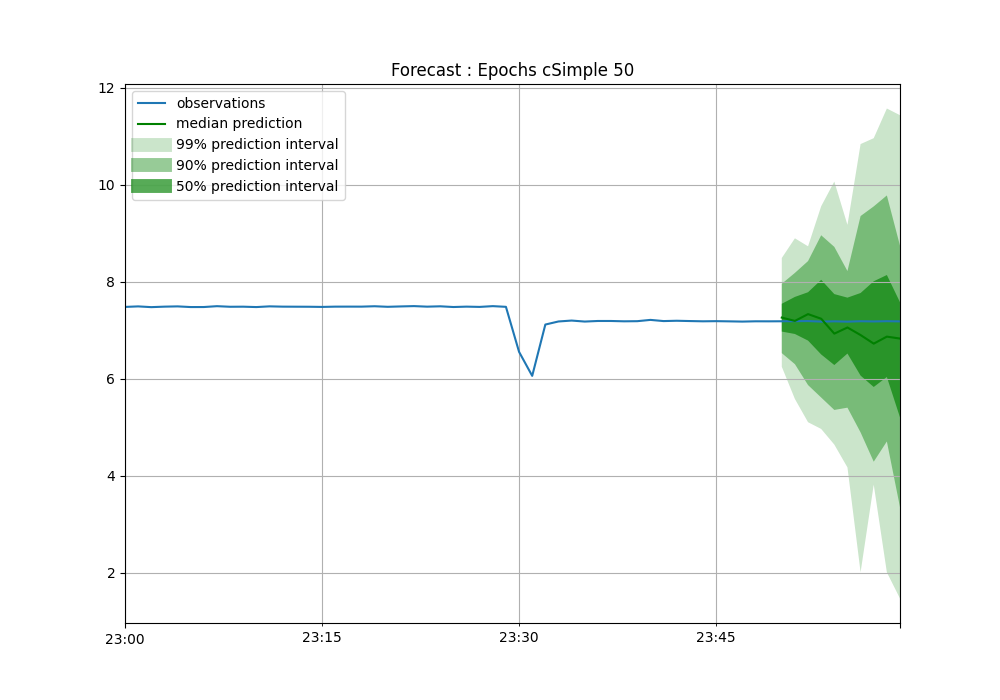 Forecast : Epochs cSimple 50
12
10
8
6
4
2
observations
median prediction
99% prediction interval
90% prediction interval
50% prediction interval
23:00
23:15
23:30
23:45